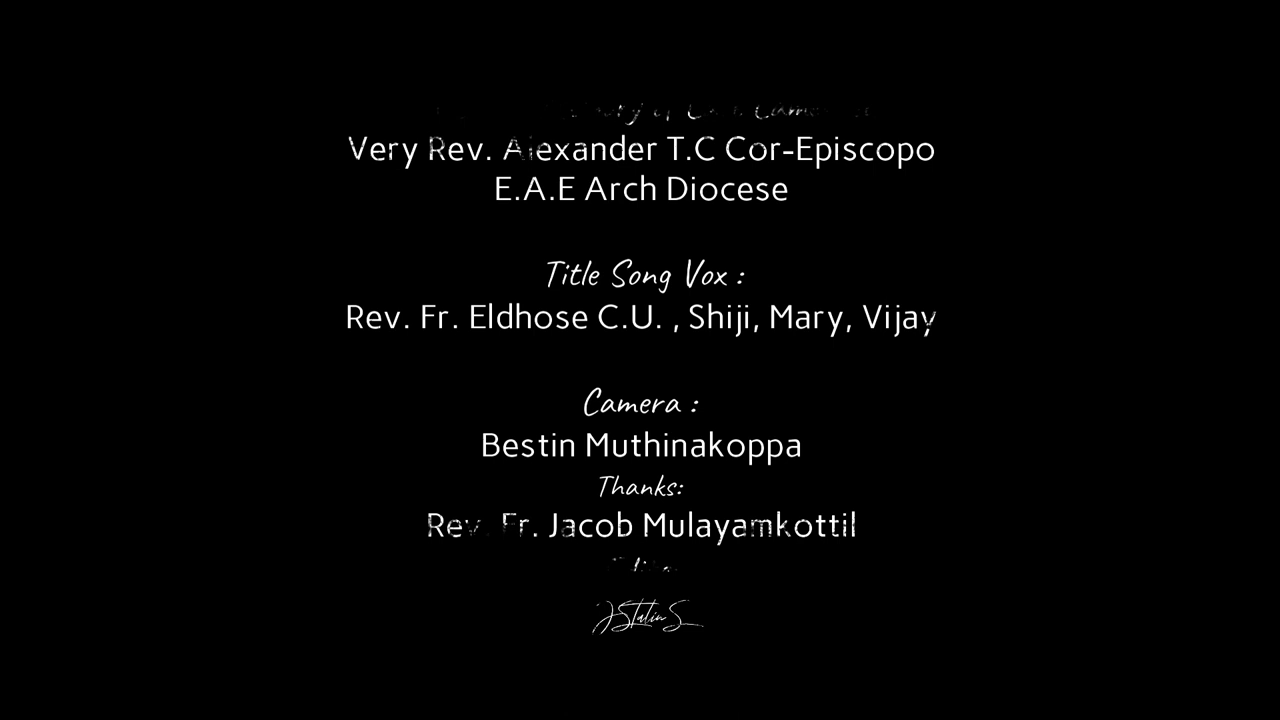 Very Rev. Alexander T.C Cor-Episcopo
E.A.E Arch Diocese
Title Song Vox :
Rev. Fr. Eldhose C.U. , Shiji, Mary, Vijay
Camera :
Bestin Muthinakoppa
Thanks:
Rev. Fr. Jacob Mulayamkottil
JStalinS